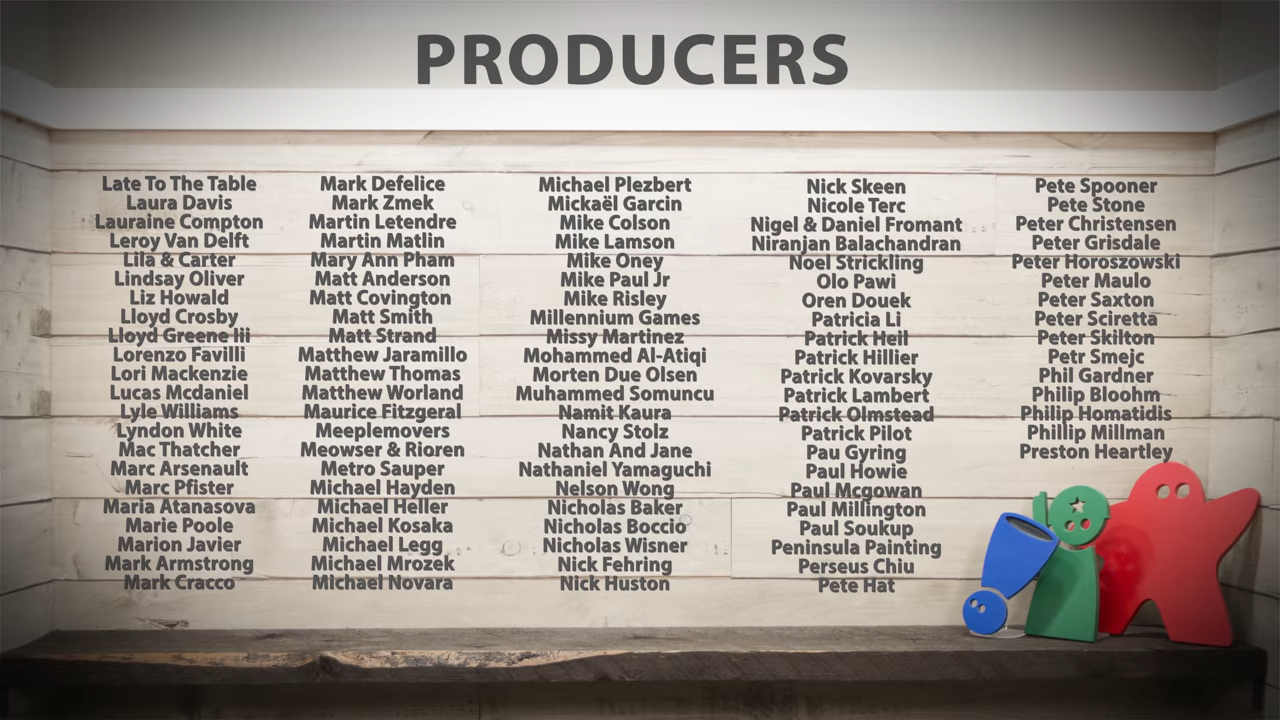 PRODUCERS
Late To The Table
Laura Davis
Lauraine Compton
Leroy Van Delft
Lila & Carter
Lindsay Oliver
Liz Howald
Lloyd Crosby
Lloyd Greene Iii
Lorenzo Favilli
Lori Mackenzie
Lucas Mcdaniel
Lyle Williams
Lyndon White
Mac Thatcher
Marc Arsenault
Marc Pfister
Maria Atanasova
Marie Poole
Marion Javier
Mark Armstrong
Mark Cracco
Mark Defelice
Mark Zmek
Martin Letendre
Martin Matlin
Mary Ann Pham
Matt Anderson
Matt Covington
Matt Smith
Matt Strand
Matthew Jaramillo
Matthew Thomas
Matthew Worland
Maurice Fitzgeral
Meeplemovers
Meowser & Rioren
Metro Sauper
Michael Hayden
Michael Heller
Michael Kosaka
Michael Legg
Michael Mrozek
Michael Novara
Michael Plezbert
Mickaël Garcin
Mike Colson
Mike Lamson
Mike Oney
Mike Paul Jr
Mike Risley
Millennium Games
Missy Martinez
Mohammed Al-Atiqi
Morten Due Olsen
Muhammed Somuncu
Namit Kaura
Nancy Stolz
Nathan And Jane
Nathaniel Yamaguchi
Nelson Wong
Nicholas Baker
Nicholas Boccio
Nicholas Wisner
Nick Fehring
Nick Huston
Nick Skeen
Nicole Terc
Nigel & Daniel Fromant
Niranjan Balachandran
Noel Strickling
Olo Pawi
Oren Douek
Patricia Li
Patrick Heil
Patrick Hillier
Patrick Kovarsky
Patrick Lambert
Patrick Olmstead
Patrick Pilot
Pau Gyring
Paul Howie
Paul Mcgowan
Paul Millington
Paul Soukup
Peninsula Painting
Perseus Chiu
Pete Hat
Pete Spooner
Pete Stone
Peter Christensen
Peter Grisdale
Peter Horoszowski
Peter Maulo
Peter Saxton
Peter Sciretta
Peter Skilton
Petr Smejc
Phil Gardner
Philip Bloohm
Philip Homatidis
Phillip Millman
Preston Heartley